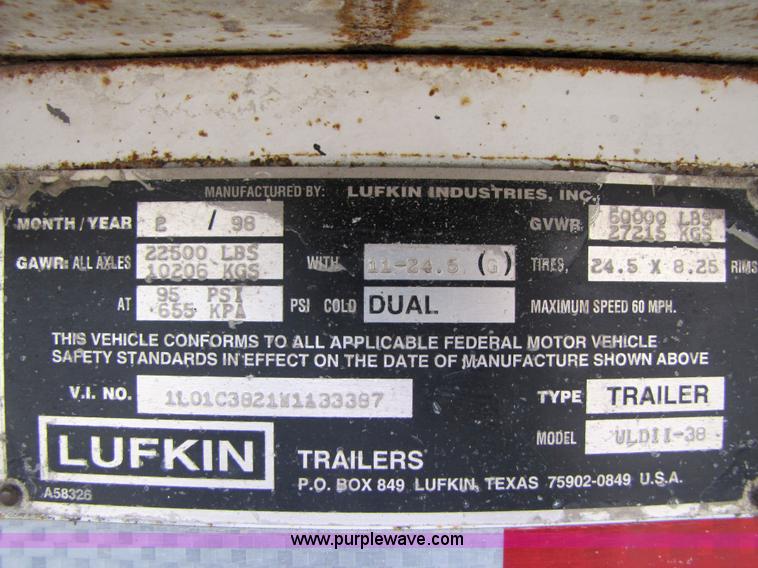 MANUFACTURED BY: LUFKIN INDUSTRIES, INC.
MONTH/YEAR 2 / 98 GVWR 60000 LBS 27215 KGS
GAWR: ALL AXLES 22500 LBS 10206 KGS WITH 11-24.5 (G) TIRES, 24.5 X 8.25 RIMS
AT 95 PSI 655 KPA PSI COLD DUAL MAXIMUM SPEED 60 MPH.
THIS VEHICLE CONFORMS TO ALL APPLICABLE FEDERAL MOTOR VEHICLE
SAFETY STANDARDS IN EFFECT ON THE DATE OF MANUFACTURE SHOWN ABOVE
V.I. NO. 1L01C3821W1133387 TYPE TRAILER
MODEL VLDII-38
LUFKIN TRAILERS
P.O. BOX 849 LUFKIN, TEXAS 75902-0849 U.S.A.
A58326
www.purplewave.com